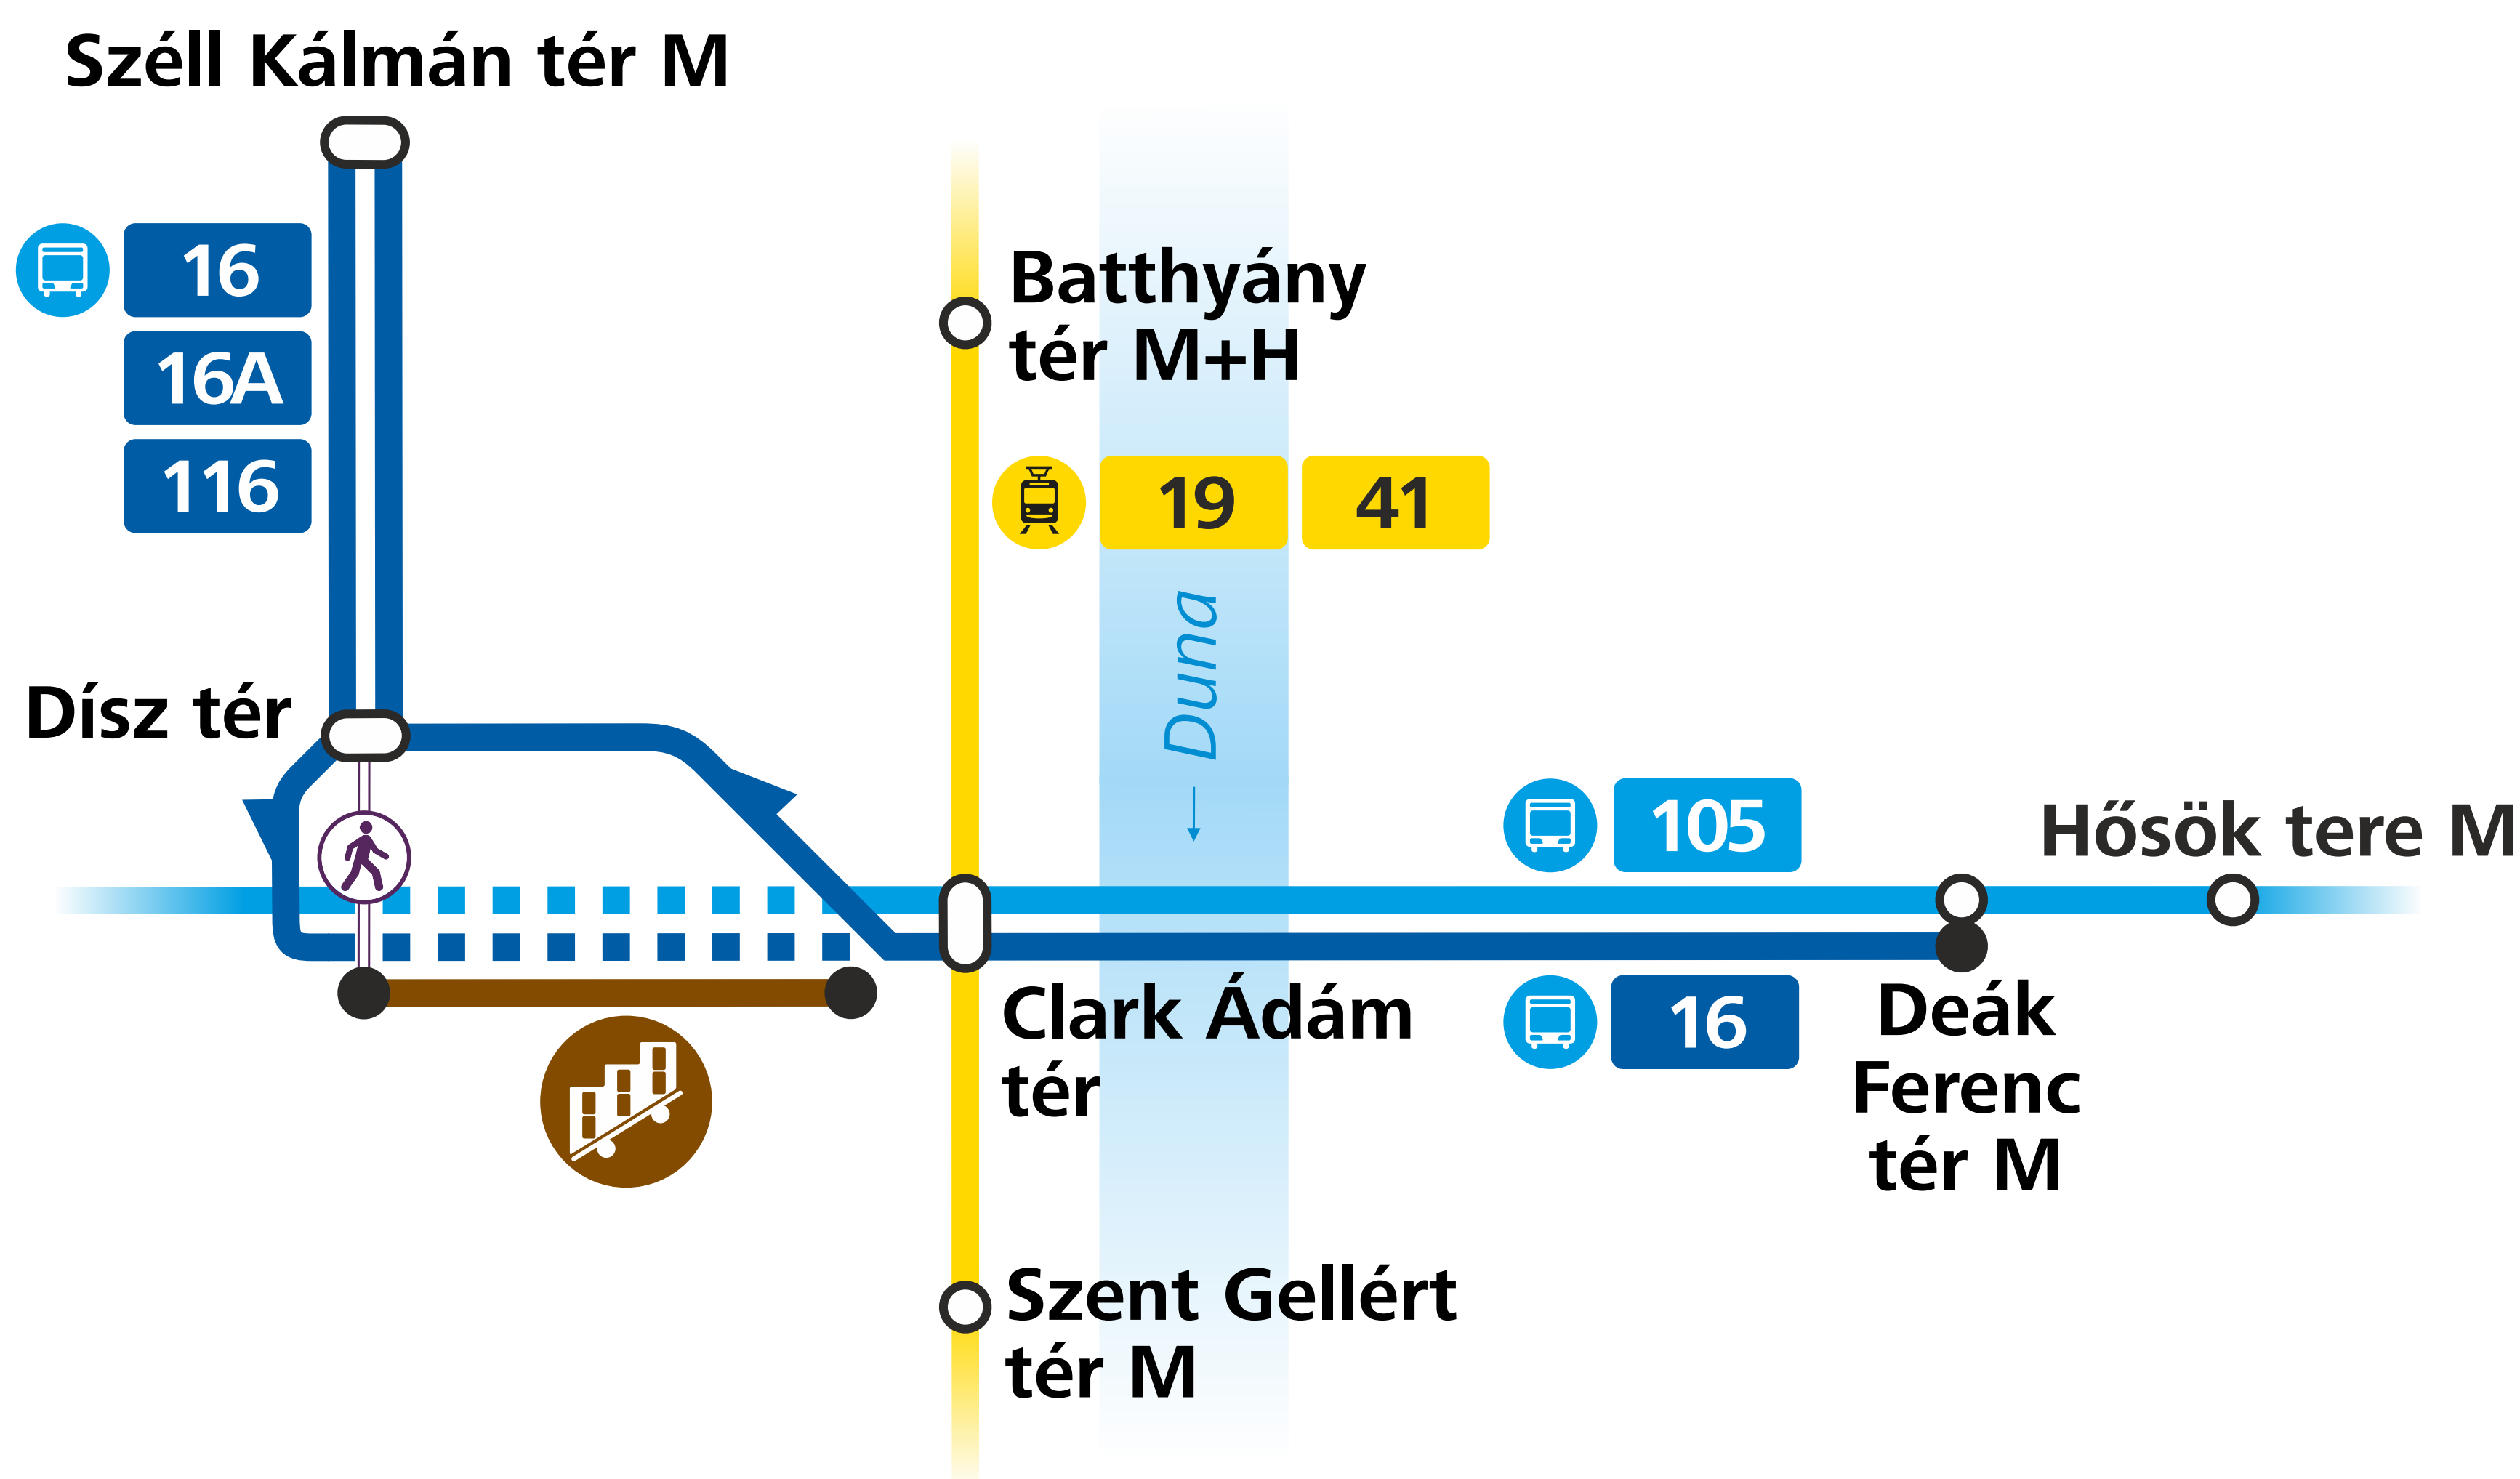 Széll Kálmán tér M
16
16A
116
Batthyány
tér M+H
19
41
Duna
Dísz tér
105
Hősök tere M
Clark Ádám
tér
16
Deák
Ferenc
tér M
Szent Gellért
tér M